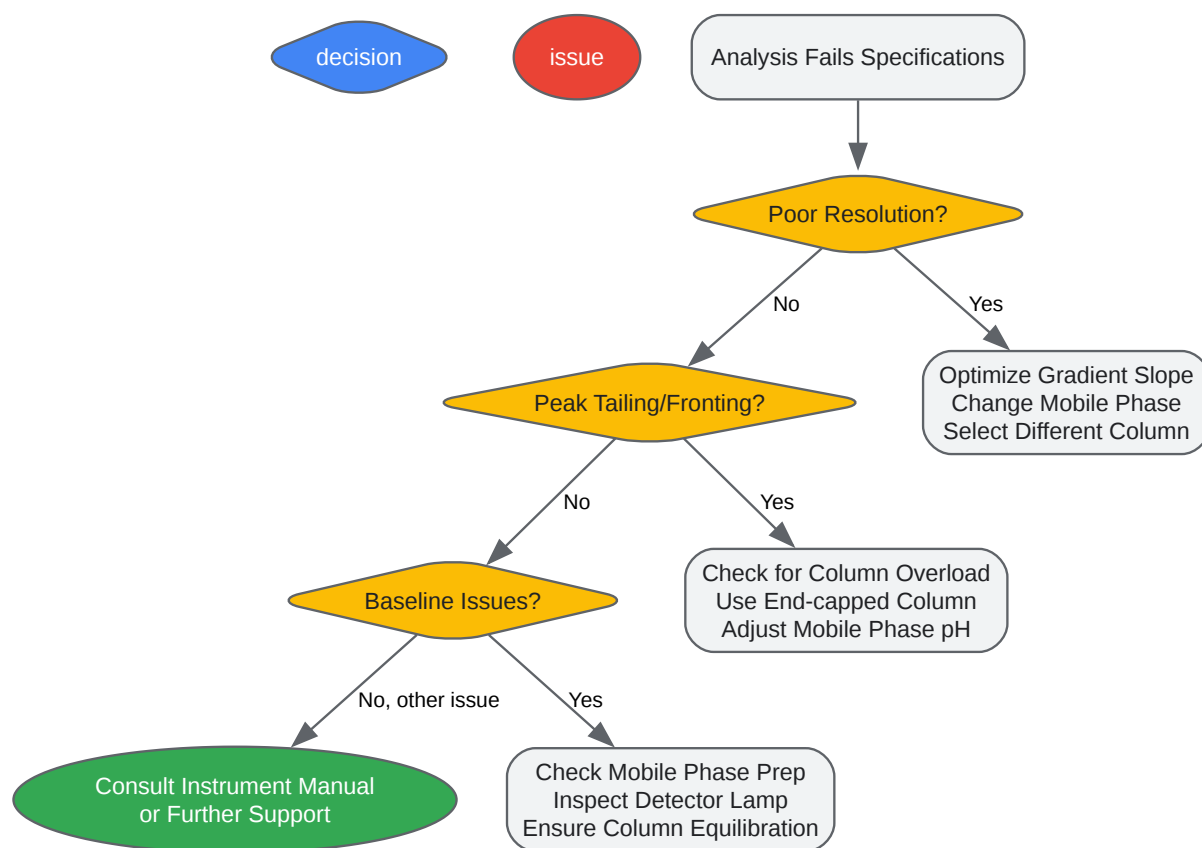 decision
issue
Analysis Fails Specifications
Poor Resolution?
No
Yes
Optimize Gradient Slope
Change Mobile Phase
Select Different Column
Peak Tailing/Fronting?
No
Yes
Check for Column Overload
Use End-capped Column
Adjust Mobile Phase pH
Baseline Issues?
No, other issue
Yes
Consult Instrument Manual
or Further Support
Check Mobile Phase Prep
Inspect Detector Lamp
Ensure Column Equilibration